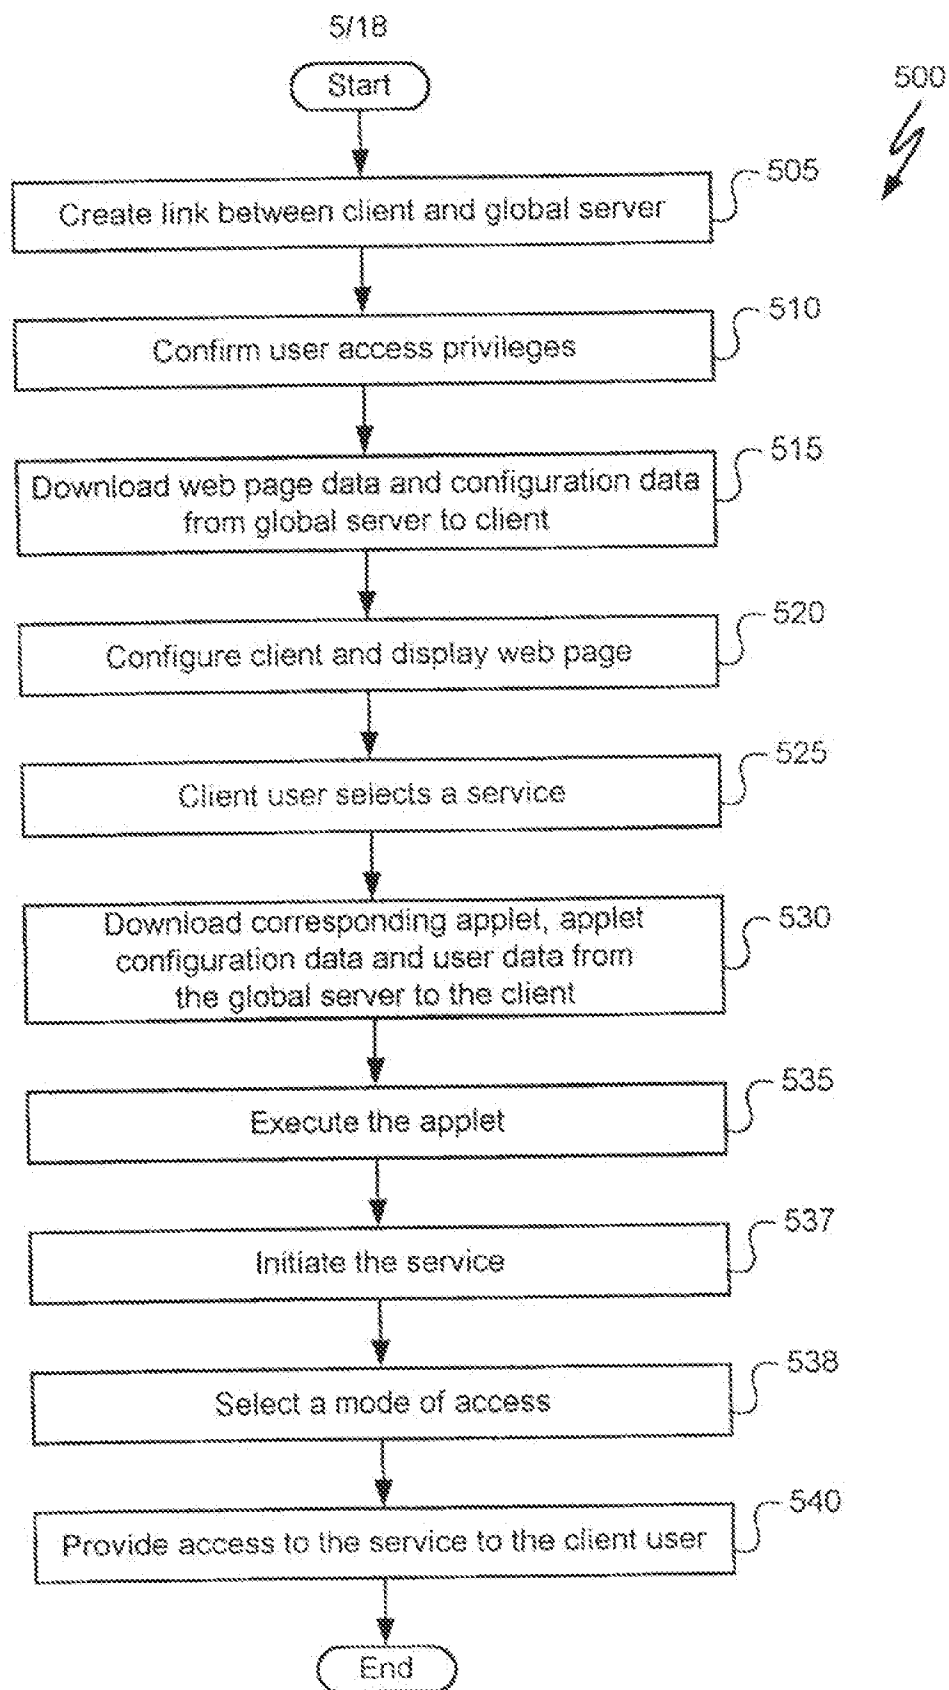 5/18
Start
500
505
Create link between client and global server
510
Confirm user access privileges
515
Download web page data and configuration data
from global server to client
520
Configure client and display web page
525
Client user selects a service
530
Download corresponding applet, applet
configuration data and user data from
the global server to the client
535
Execute the applet
537
Initiate the service
538
Select a mode of access
540
Provide access to the service to the client user
End